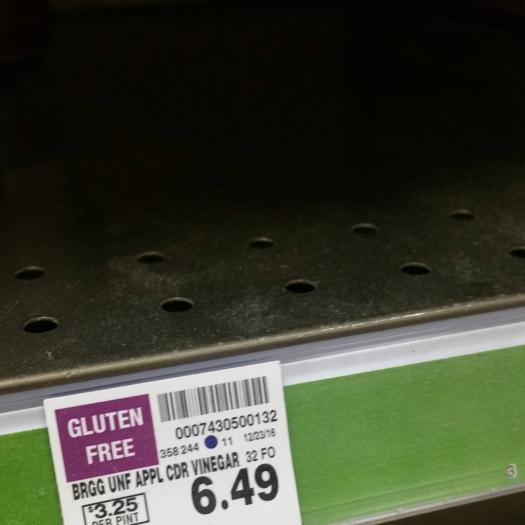 GLUTEN
FREE
0007430500132
358 244 11 12/23/16
BRGG UNF APPL CDR VINEGAR 32 FO
$3.25
PER PINT
6.49
3